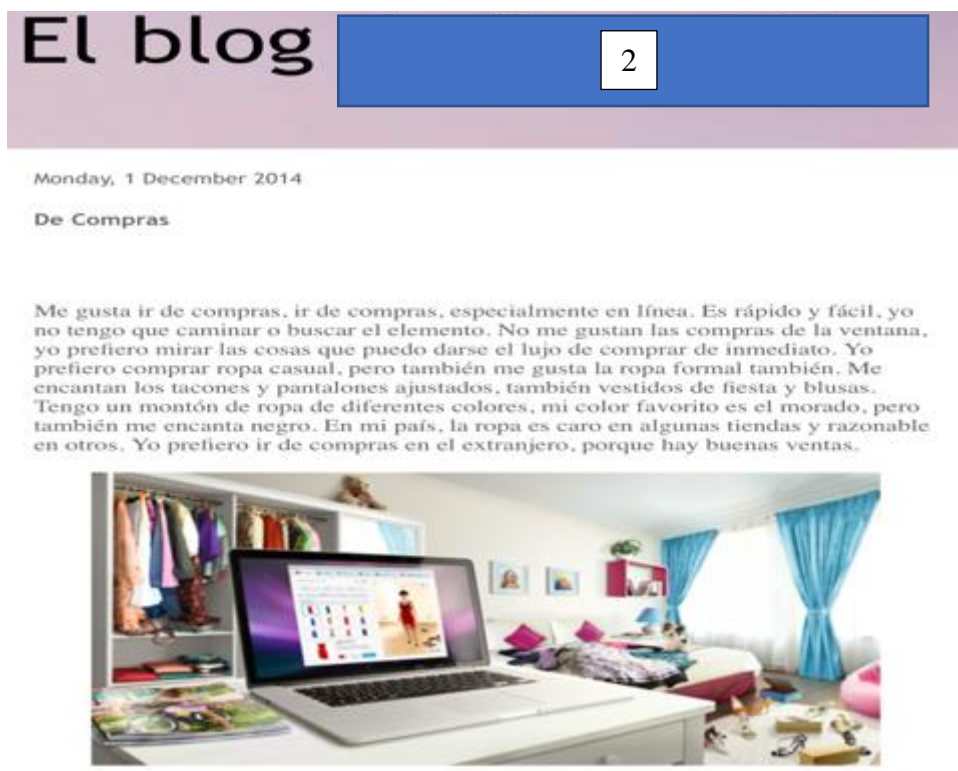 El blog
2
Monday, 1 December 2014
De Compras
Me gusta ir de compras, ir de compras, especialmente en línea. Es rápido y fácil, yo
no tengo que caminar o buscar el elemento. No me gustan las compras de la ventana,
yo prefiero mirar las cosas que puedo darse el lujo de comprar de inmediato. Yo
prefiero comprar ropa casual, pero también me gusta la ropa formal también. Me
encantan los tacones y pantalones ajustados, también vestidos de fiesta y blusas.
Tengo un montón de ropa de diferentes colores, mi color favorito es el morado, pero
también me encanta negro. En mi país, la ropa es caro en algunas tiendas y razonable
en otros. Yo prefiero ir de compras en el extranjero, porque hay buenas ventas.